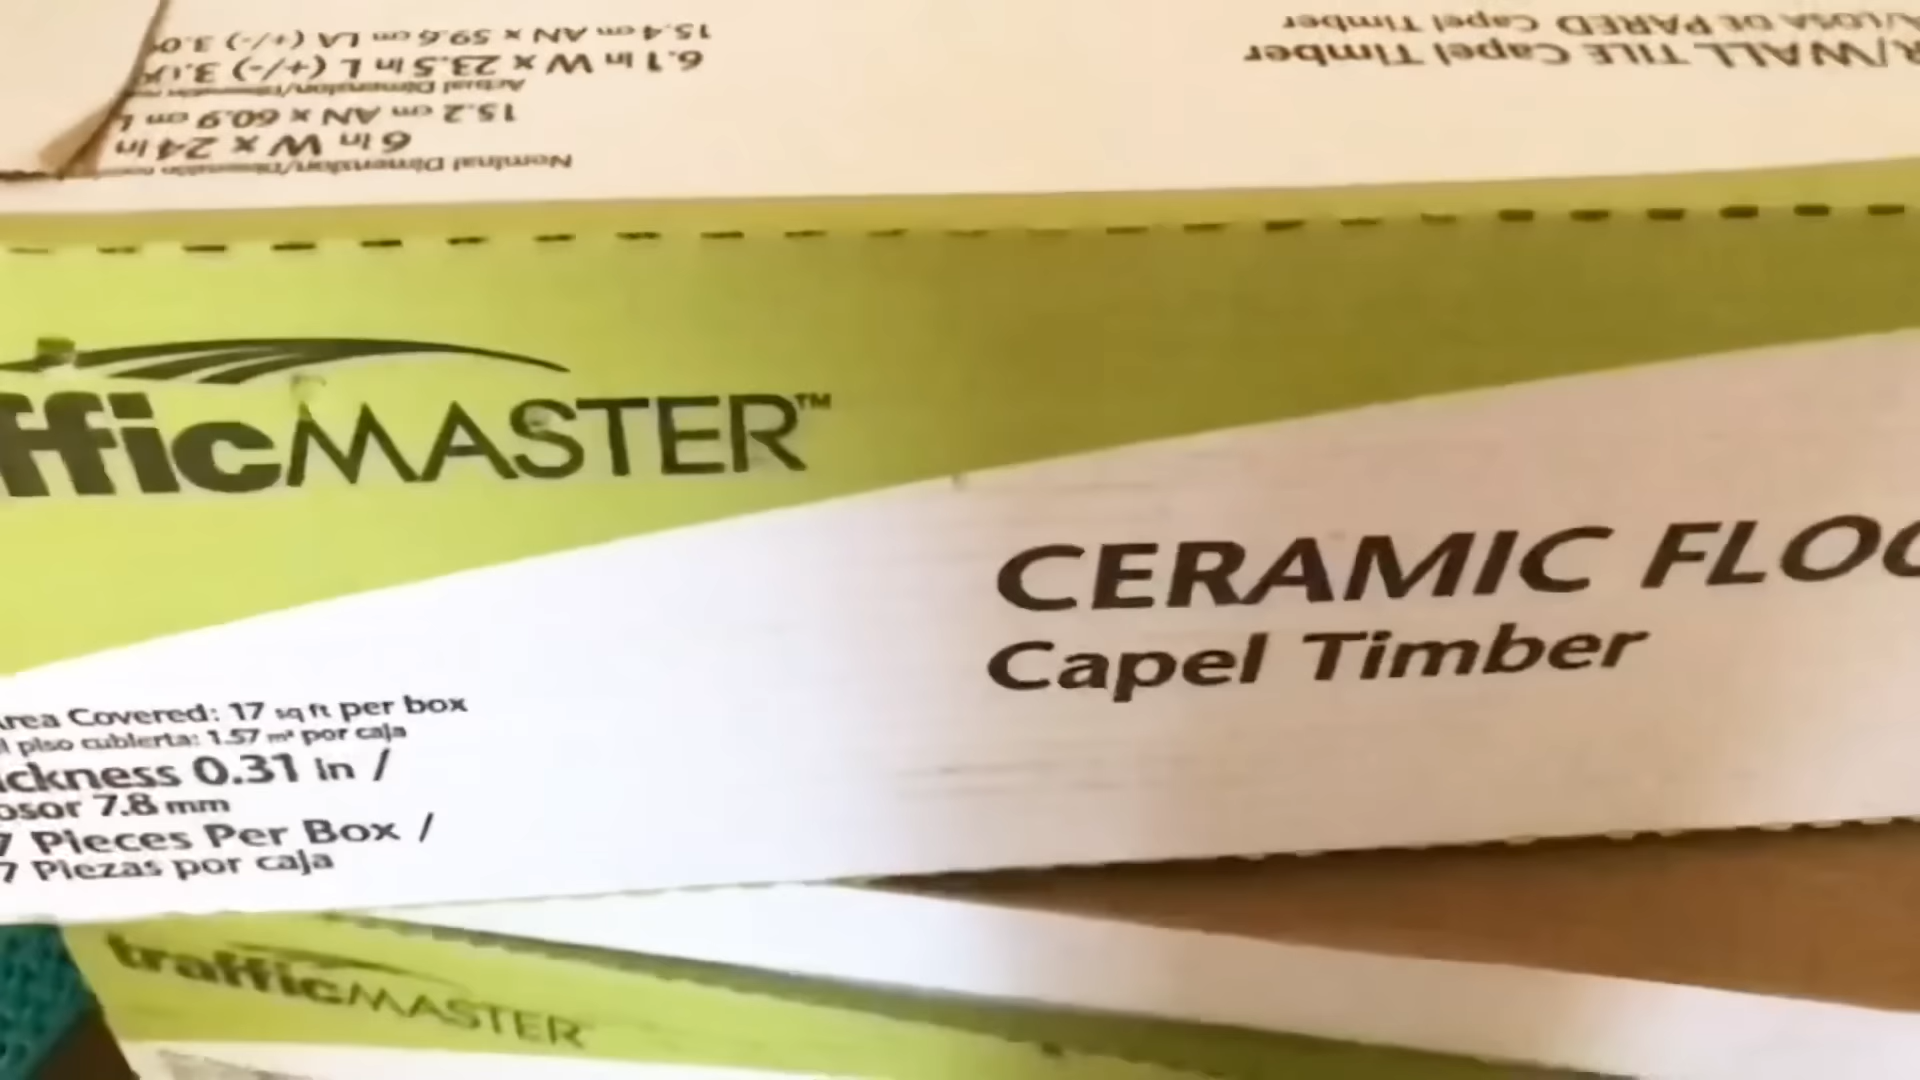 R/WALL TILE Capel Timber
A/LOSA DE PARED Capel Timber
Nominal Dimension/Dimensión
6 in W x 24 in
15.2 cm AN x 60.9 cm L
Actual Dimension/Dimensión
6.1 in W x 23.5 in L (+/-) 3.
15.4 cm AN x 59.6 cm LA (+/-) 3.0
fficMASTER™
CERAMIC FLOO
Capel Timber
Area Covered: 17 sq ft per box
l piso cubierta: 1.57 m² por caja
ickness 0.31 in /
osor 7.8 mm
7 Pieces Per Box /
7 Piezas por caja
trafficMASTER